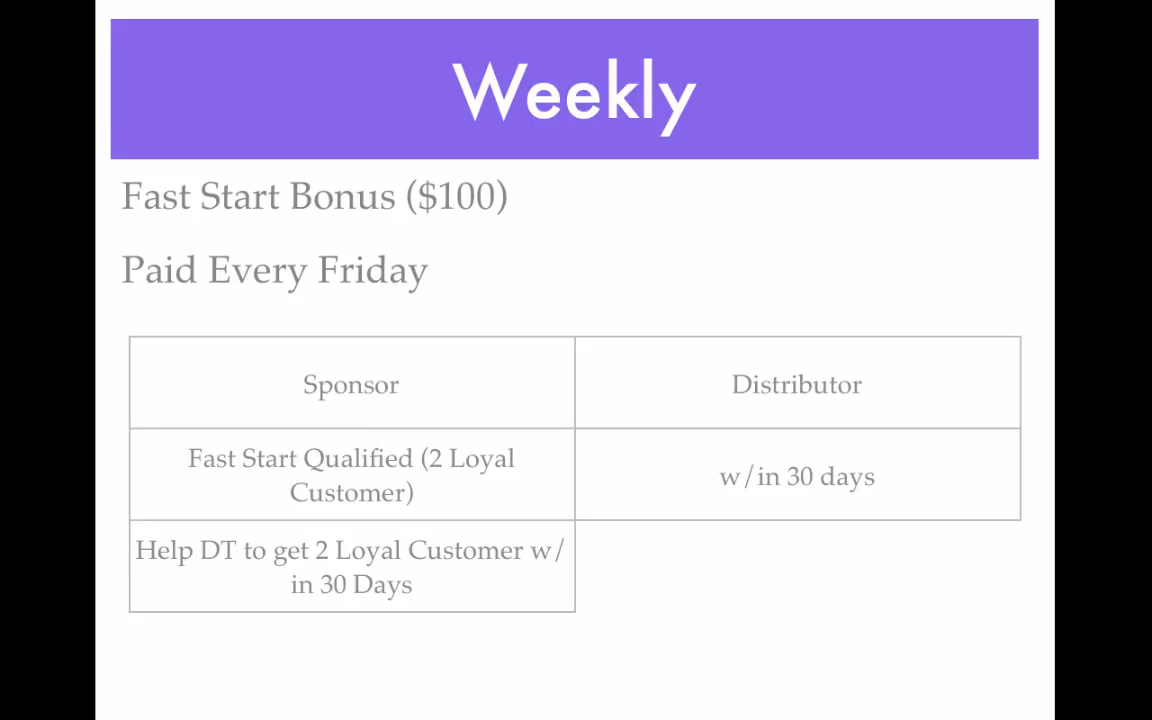 Weekly
Fast Start Bonus ($100)
Paid Every Friday
Sponsor
Distributor
Fast Start Qualified (2 Loyal
Customer)
w/in 30 days
Help DT to get 2 Loyal Customer w/
in 30 Days